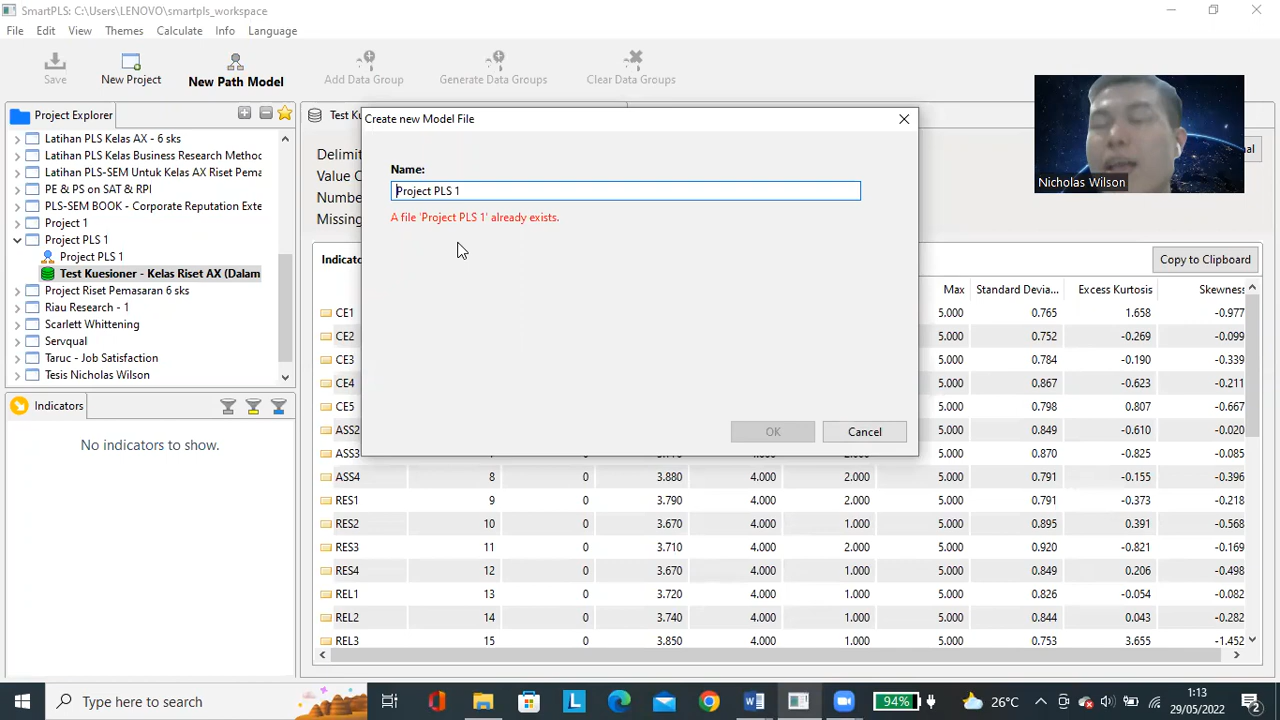 SmartPLS: C:\Users\LENOVO\smartpls_workspace
File Edit View Themes Calculate Info Language
Save New Project New Path Model Add Data Group Generate Data Groups Clear Data Groups
Project Explorer
Latihan PLS Kelas AX - 6 sks
Latihan PLS Kelas Business Research Method
Latihan PLS-SEM Untuk Kelas AX Riset Pema
PE & PS on SAT & RPI
PLS-SEM BOOK - Corporate Reputation Exte
Project 1
Project PLS 1
Project PLS 1
Test Kuesioner - Kelas Riset AX (Dalam
Project Riset Pemasaran 6 sks
Riau Research - 1
Scarlett Whitening
Servqual
Taruc - Job Satisfaction
Tesis Nicholas Wilson
Indicators
No indicators to show.
Test Ku
Delimit
Value C
Number
Missing
al
Create new Model File
Name:
Project PLS 1
A file 'Project PLS 1' already exists.
OK Cancel
Nicholas Wilson
Indicato
Copy to Clipboard
Max Standard Devia... Excess Kurtosis Skewness
CE1 5.000 0.765 1.658 -0.977
CE2 5.000 0.752 -0.269 -0.099
CE3 5.000 0.784 -0.190 -0.339
CE4 5.000 0.867 -0.623 -0.211
CE5 5.000 0.798 0.807 -0.667
ASS2 5.000 0.849 -0.610 -0.020
ASS3 5.000 0.870 -0.825 -0.085
ASS4 8 0 3.880 4.000 2.000 5.000 0.791 -0.155 -0.396
RES1 9 0 3.790 4.000 2.000 5.000 0.791 -0.373 -0.218
RES2 10 0 3.670 4.000 1.000 5.000 0.895 0.391 -0.568
RES3 11 0 3.710 4.000 2.000 5.000 0.920 -0.821 -0.169
RES4 12 0 3.670 4.000 1.000 5.000 0.849 0.206 -0.498
REL1 13 0 3.720 4.000 1.000 5.000 0.826 -0.054 -0.082
REL2 14 0 3.740 4.000 1.000 5.000 0.844 0.043 -0.282
REL3 15 0 3.850 4.000 1.000 5.000 0.753 3.655 -1.452
Type here to search
94%
26°C
1:13
29/05/2022
2